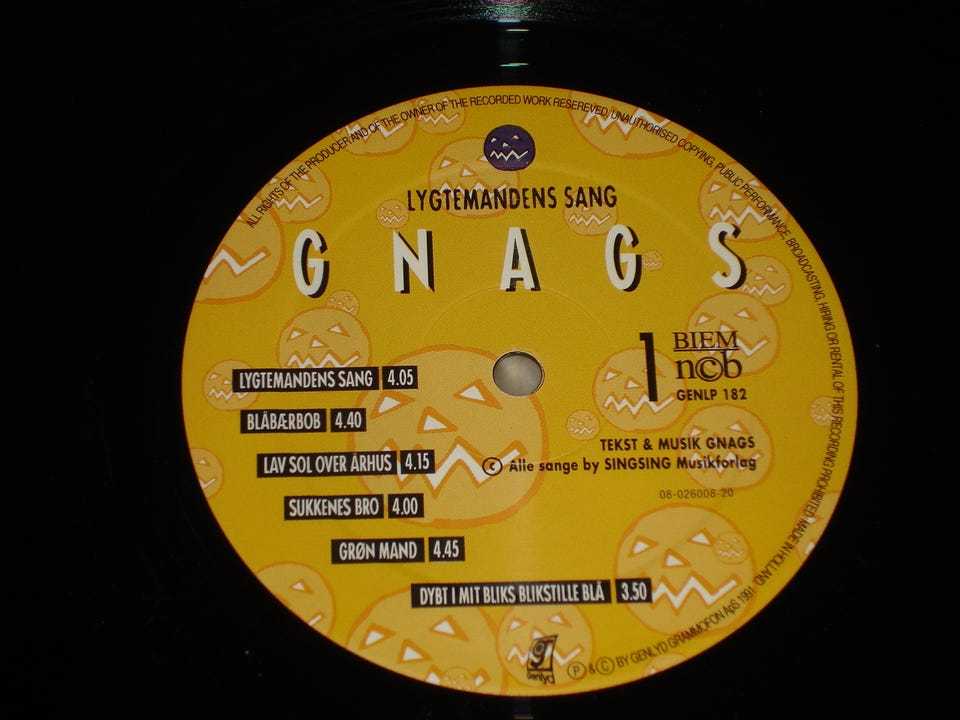 ALL RIGHTS OF THE PRODUCER AND OF THE OWNER OF THE RECORDED WORK RESEREVED, UNAUTHORISED COPYING, PUBLIC PERFORMANCE, BROADCASTING, HIRING OR RENTAL OF THIS RECORDING PROHIBITED. MADE IN HOLLAND
LYGTEMANDENS SANG
GNAGS
1 BIEM
n©b
GENLP 182
LYGTEMANDENS SANG 4.05
BLÅBÆRBOB 4.40
LAV SOL OVER ÅRHUS 4.15
SUKKENES BRO 4.00
GRØN MAND 4.45
DYBT I MIT BLIKS BLIKSTILLE BLÅ 3.50
TEKST & MUSIK GNAGS
© Alle sange by SINGSING Musikforlag
08-026008-20
Genlyd
Ⓟ & © BY GENLYD GRAMMOFON ApS 1991